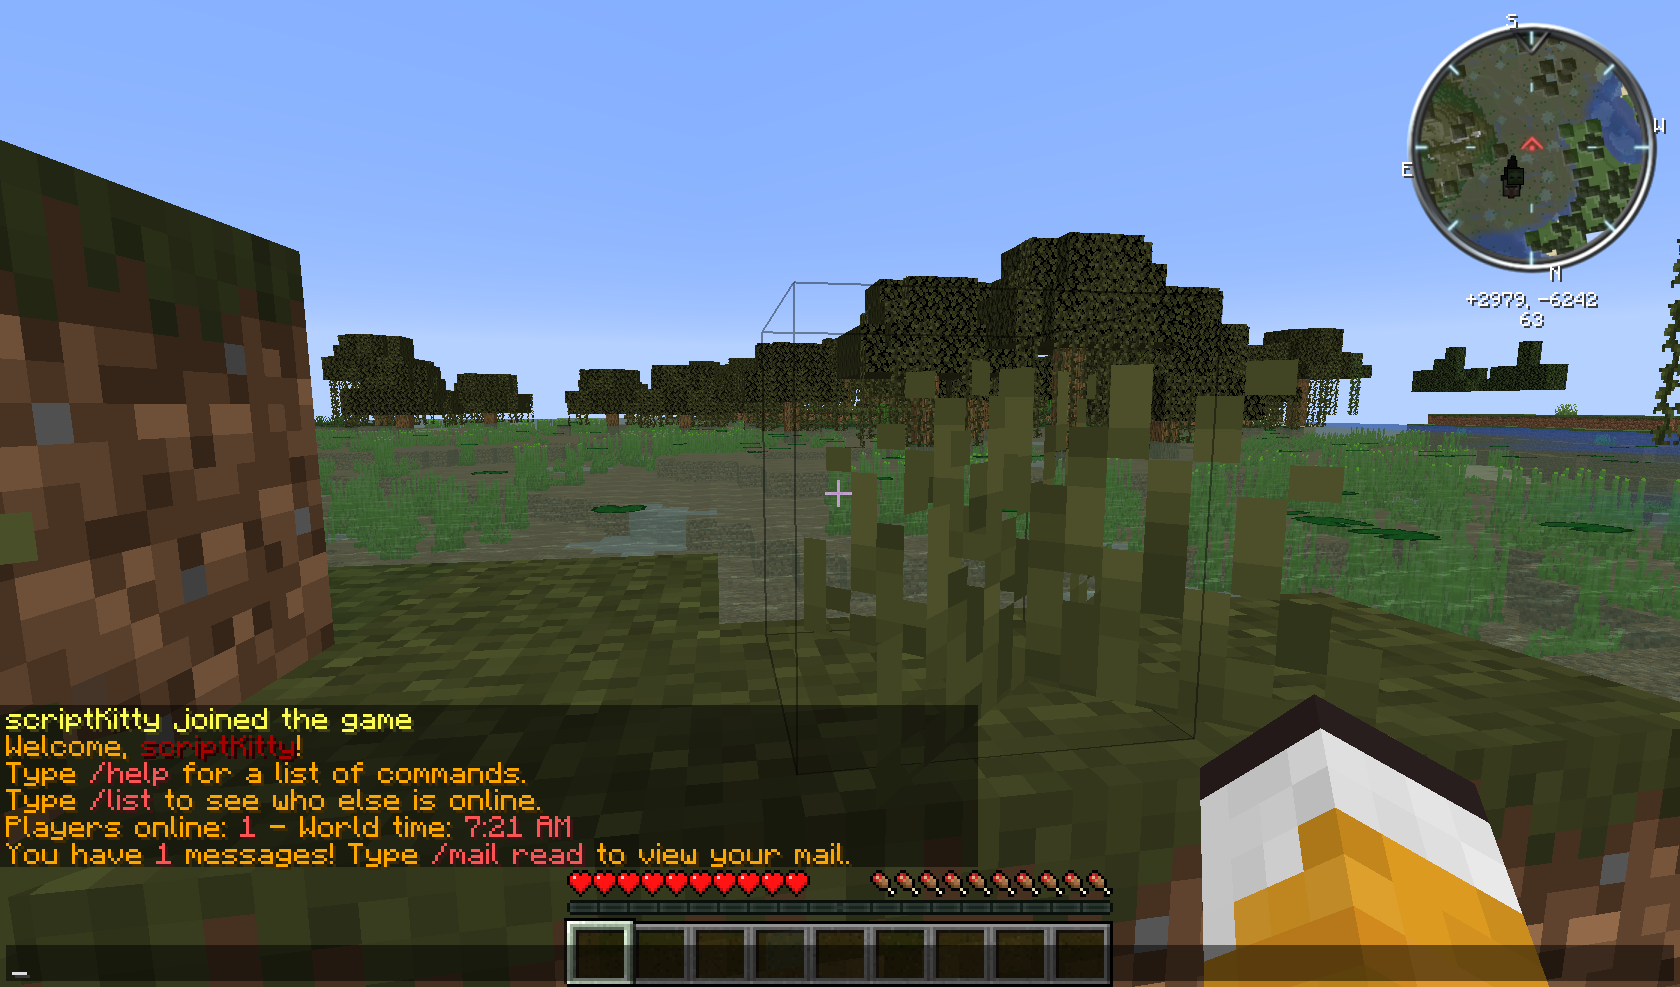 S
W
E
N
+2979, -6242
63
scriptKitty joined the game
Welcome, scriptKitty!
Type /help for a list of commands.
Type /list to see who else is online.
Players online: 1 - World time: 7:21 AM
You have 1 messages! Type /mail read to view your mail.
_